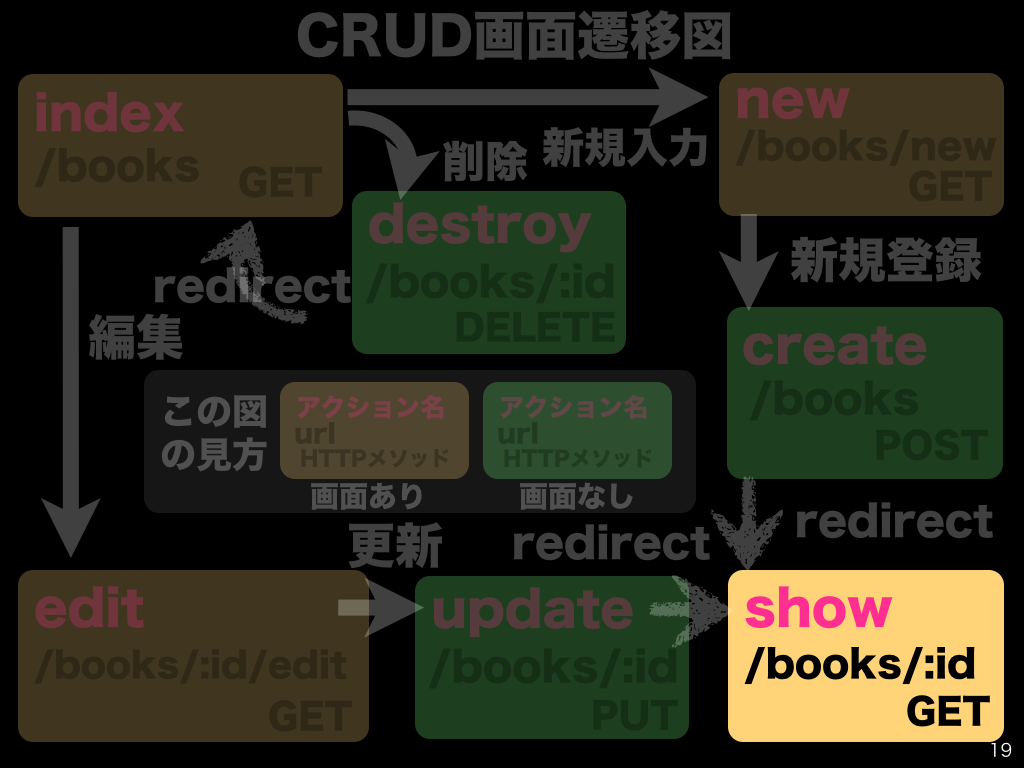 CRUD画面遷移図
index
/books
GET
new
/books/new
GET
新規入力
削除
destroy
/books/:id
DELETE
redirect
編集
新規登録
create
/books
POST
この図
の見方
アクション名
url
HTTPメソッド
画面あり
アクション名
url
HTTPメソッド
画面なし
redirect
更新
redirect
edit
/books/:id/edit
GET
update
/books/:id
PUT
show
/books/:id
GET
19